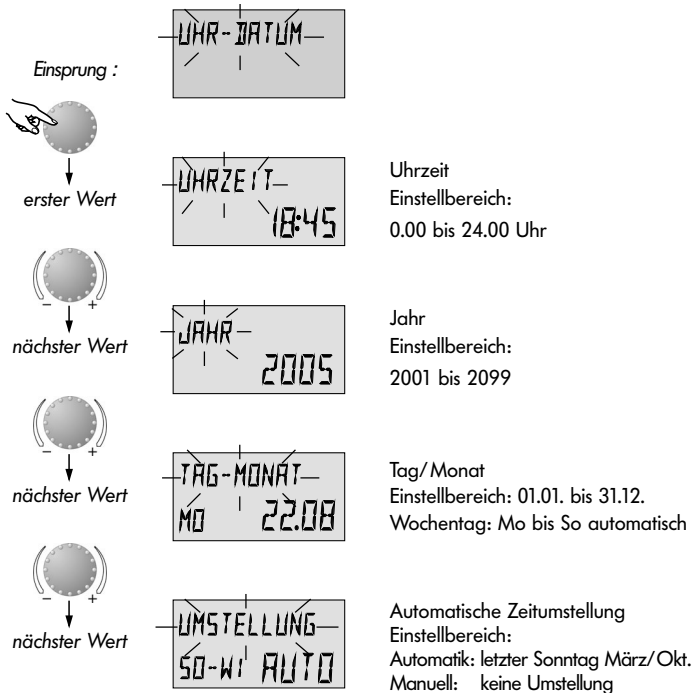 UHR-DATUM
Einsprung :
erster Wert
UHRZEIT
18:45
Uhrzeit
Einstellbereich:
0.00 bis 24.00 Uhr
- +
nächster Wert
JAHR
2005
Jahr
Einstellbereich:
2001 bis 2099
- +
nächster Wert
TAG-MONAT
MO 22.08
Tag/Monat
Einstellbereich: 01.01. bis 31.12.
Wochentag: Mo bis So automatisch
- +
nächster Wert
UMSTELLUNG
SO-WI AUTO
Automatische Zeitumstellung
Einstellbereich:
Automatik: letzter Sonntag März/Okt.
Manuell: keine Umstellung